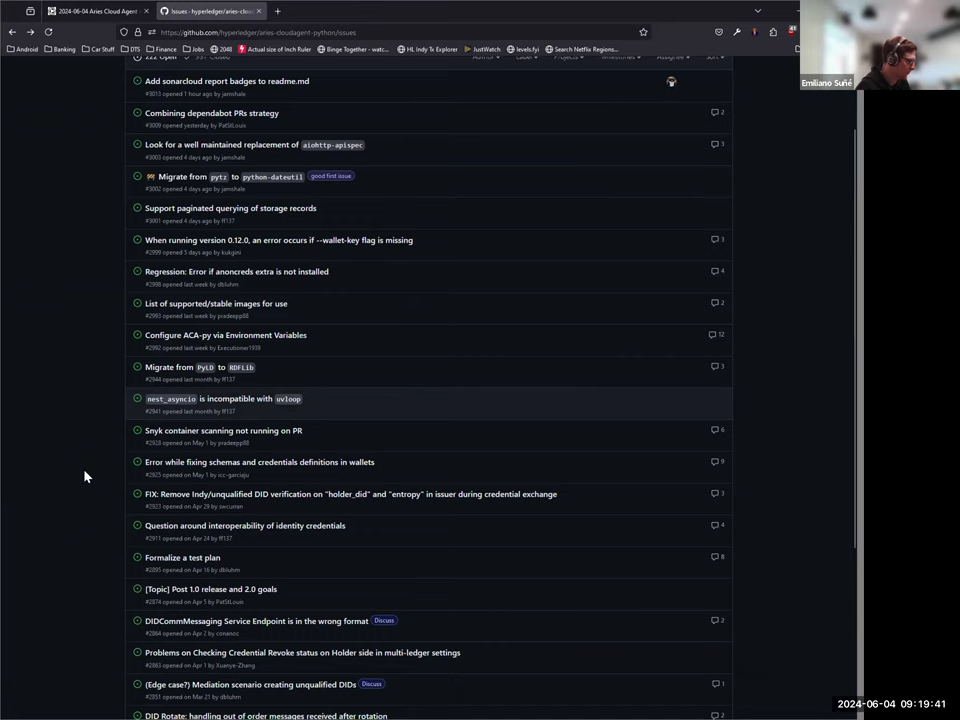 2024-06-04 Aries Cloud Agent
Issues · hyperledger/aries-clou
https://github.com/hyperledger/aries-cloudagent-python/issues
Android
Banking
Car Stuff
DTS
Finance
Jobs
2048
Actual size of Inch Ruler
Binge Together - watc...
HL Indy Tx Explorer
JustWatch
levels.fyi
Search Netflix Regions...
Emiliano Suñé
222 Open
Add sonarcloud report badges to readme.md
#3013 opened 1 hour ago by jamshale
Combining dependabot PRs strategy
2
#3009 opened yesterday by PatStLouis
Look for a well maintained replacement of aiohttp-apispec
3
#3003 opened 4 days ago by jamshale
Migrate from pytz to python-dateutil good first issue
#3002 opened 4 days ago by jamshale
Support paginated querying of storage records
#3001 opened 4 days ago by ff137
When running version 0.12.0, an error occurs if --wallet-key flag is missing
3
#2999 opened 5 days ago by kukgini
Regression: Error if anoncreds extra is not installed
4
#2998 opened last week by dbluhm
List of supported/stable images for use
2
#2993 opened last week by pradeepp88
Configure ACA-py via Environment Variables
12
#2992 opened last week by Executioner1939
Migrate from PyLD to RDFLib
3
#2944 opened last month by ff137
nest_asyncio is incompatible with uvloop
#2941 opened last month by ff137
Snyk container scanning not running on PR
6
#2928 opened on May 1 by pradeepp88
Error while fixing schemas and credentials definitions in wallets
9
#2925 opened on May 1 by icc-garciaju
FIX: Remove Indy/unqualified DID verification on "holder_did" and "entropy" in issuer during credential exchange
3
#2923 opened on Apr 29 by swcurran
Question around interoperability of identity credentials
4
#2911 opened on Apr 24 by ff137
Formalize a test plan
8
#2895 opened on Apr 16 by dbluhm
[Topic] Post 1.0 release and 2.0 goals
#2874 opened on Apr 5 by PatStLouis
DIDCommMessaging Service Endpoint is in the wrong format Discuss
2
#2864 opened on Apr 2 by conanoc
Problems on Checking Credential Revoke status on Holder side in multi-ledger settings
#2863 opened on Apr 1 by Xuanye-Zhang
(Edge case?) Mediation scenario creating unqualified DIDs Discuss
1
#2851 opened on Mar 21 by dbluhm
DID Rotate: handling out of order messages received after rotation
2
2024-06-04 09:19:41